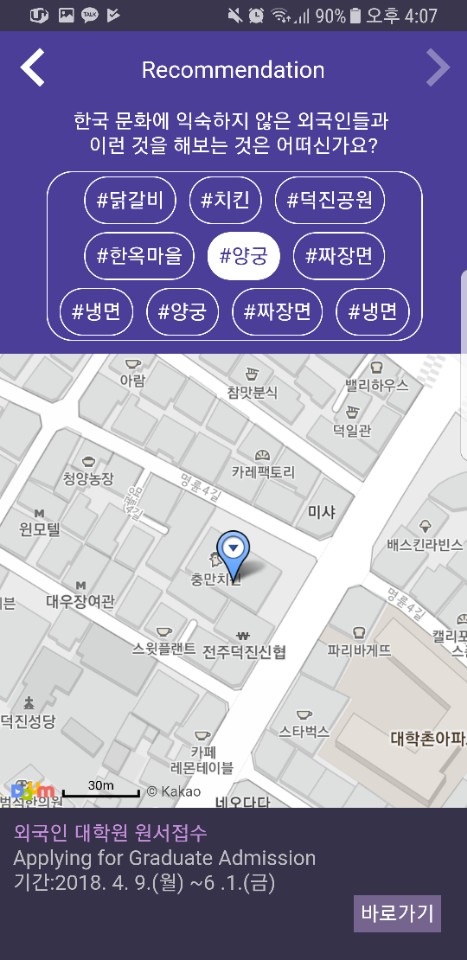 90% 오후 4:07
Recommendation
한국 문화에 익숙하지 않은 외국인들과
이런 것을 해보는 것은 어떠신가요?
#닭갈비 #치킨 #덕진공원
#한옥마을 #양궁 #짜장면
#냉면 #양궁 #짜장면 #냉면
아람
참맛분식
밸리하우스
덕일관
카레팩토리
청양농장
명륜4길
미샤
윈모텔
배스킨라빈스
충만치킨
대우장여관
명륜4길
스윗플랜트
전주덕진신협
파리바게뜨
덕진성당
스타벅스
대학촌아파
카페
레몬테이블
30m
© Kakao
네오다다
외국인 대학원 원서접수
Applying for Graduate Admission
기간:2018. 4. 9.(월) ~6 .1.(금)
바로가기